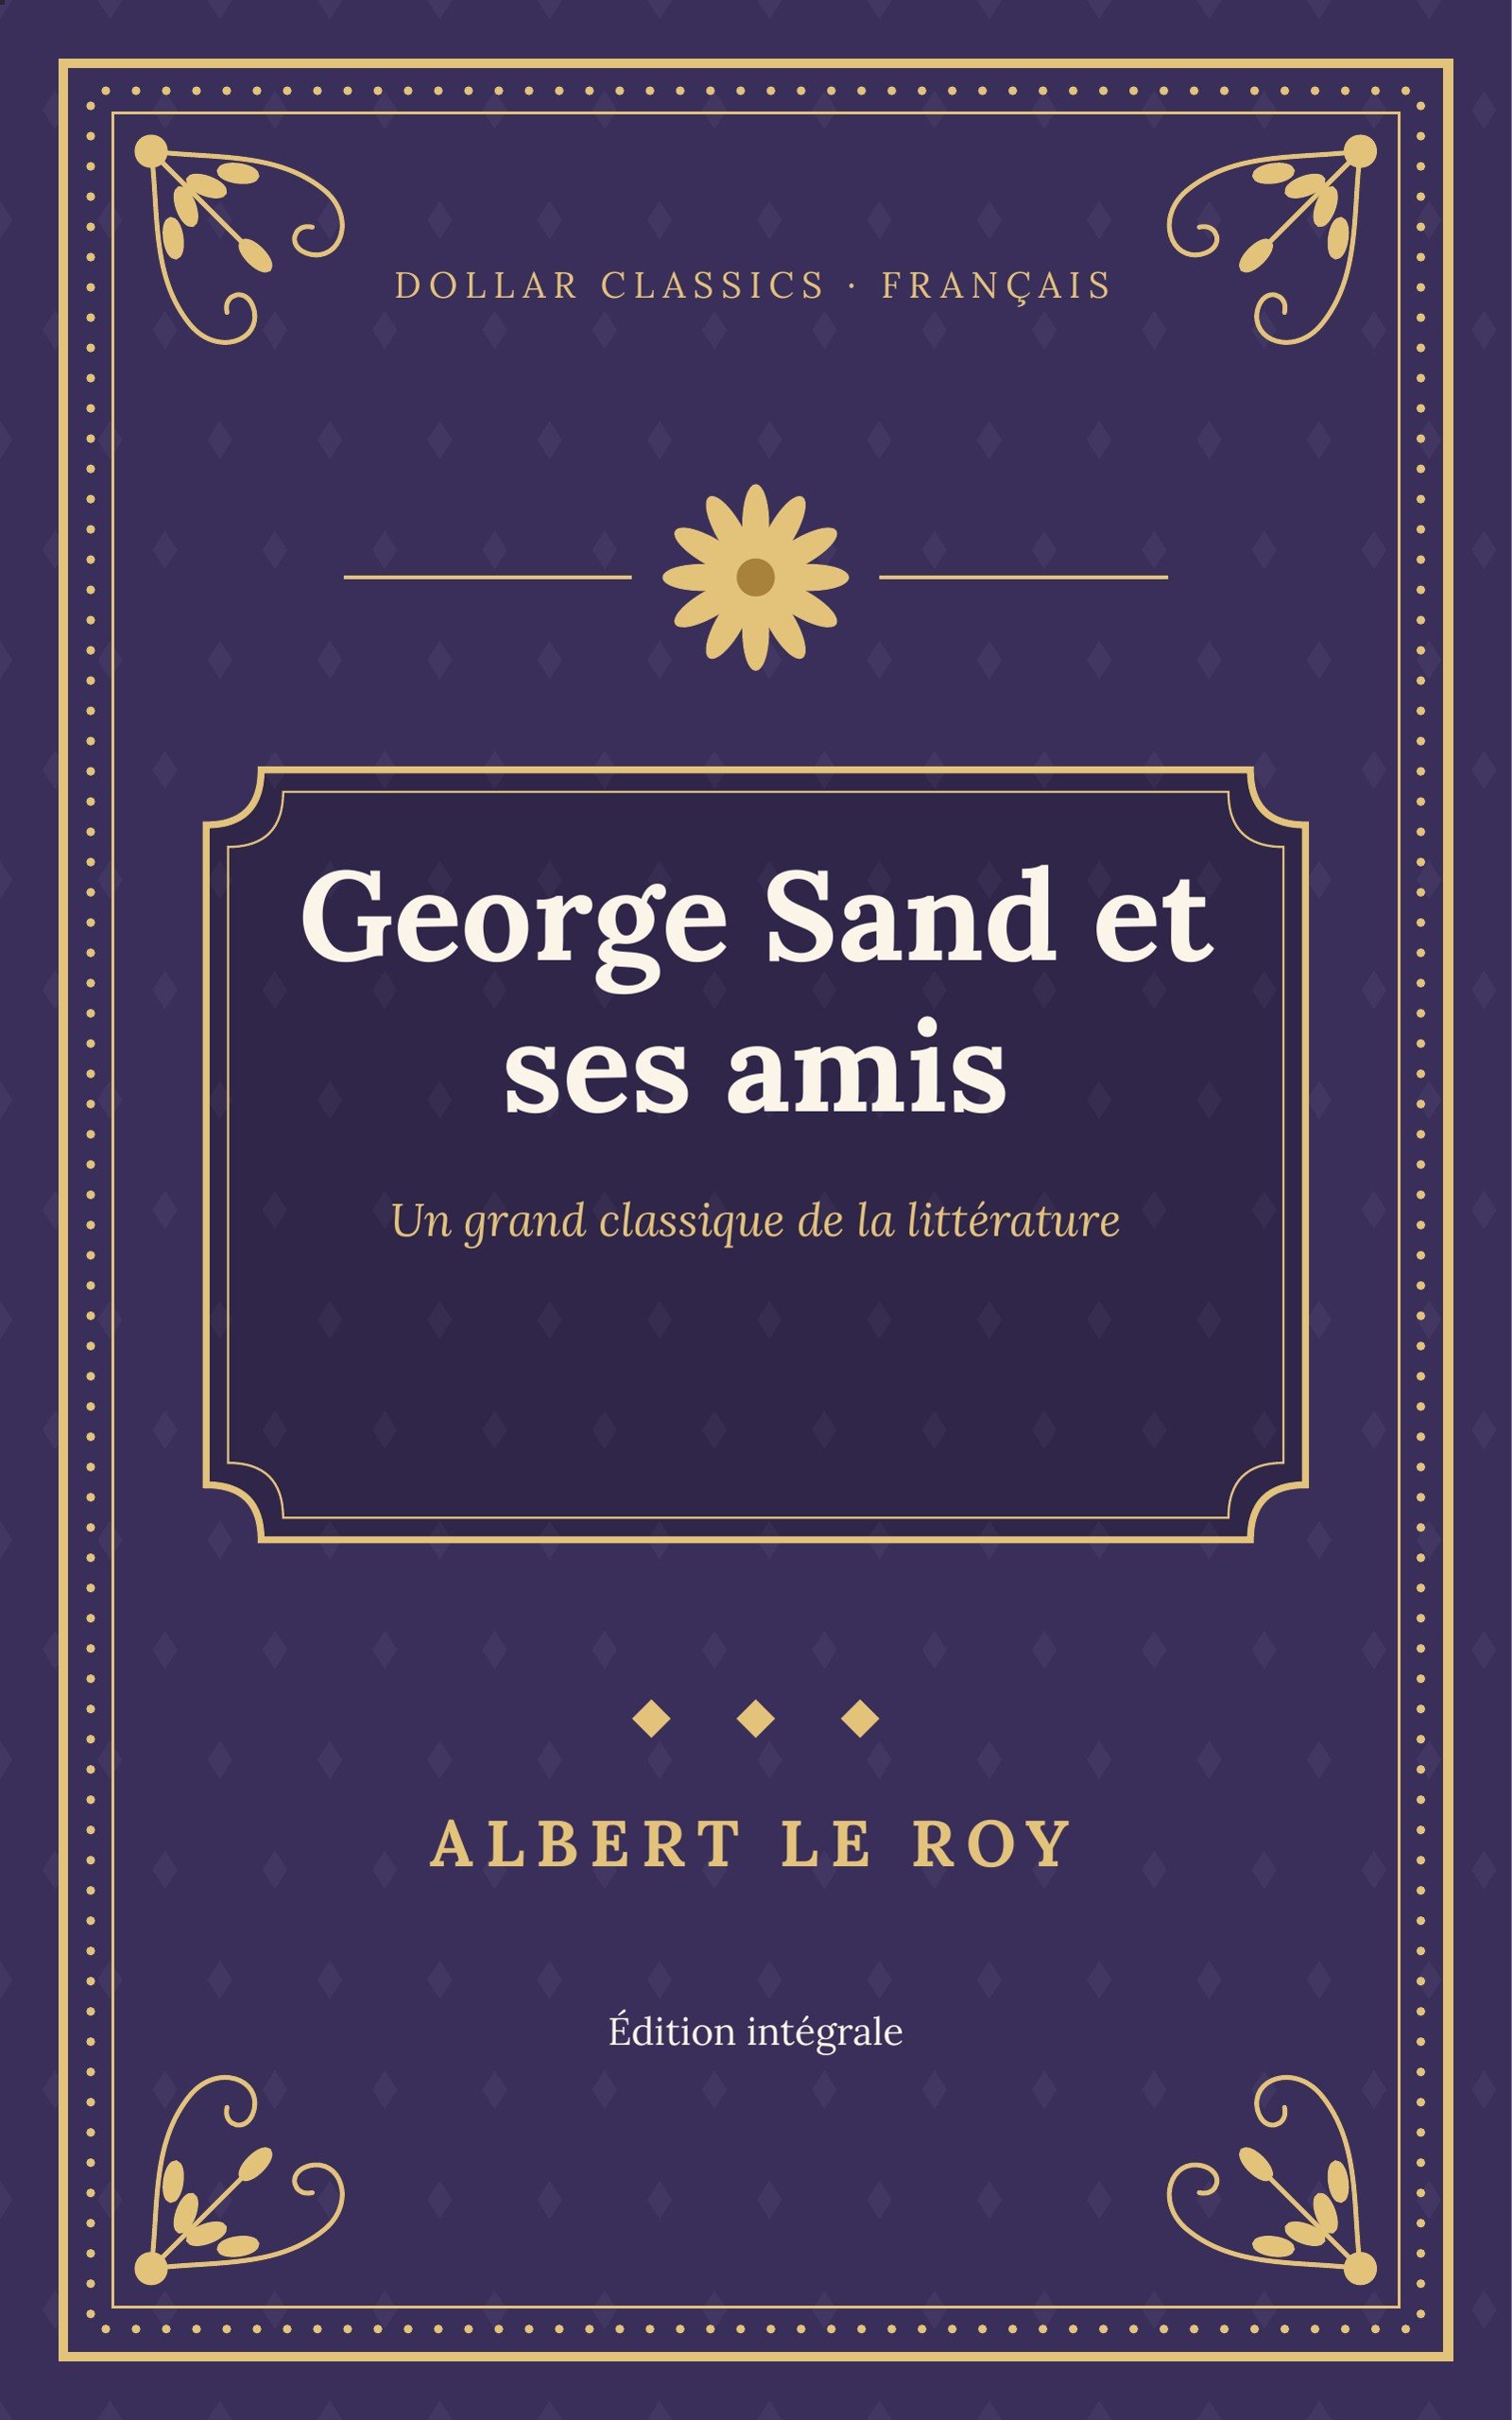 DOLLAR CLASSICS · FRANÇAIS
George Sand et
ses amis
Un grand classique de la littérature
ALBERT LE ROY
Édition intégrale